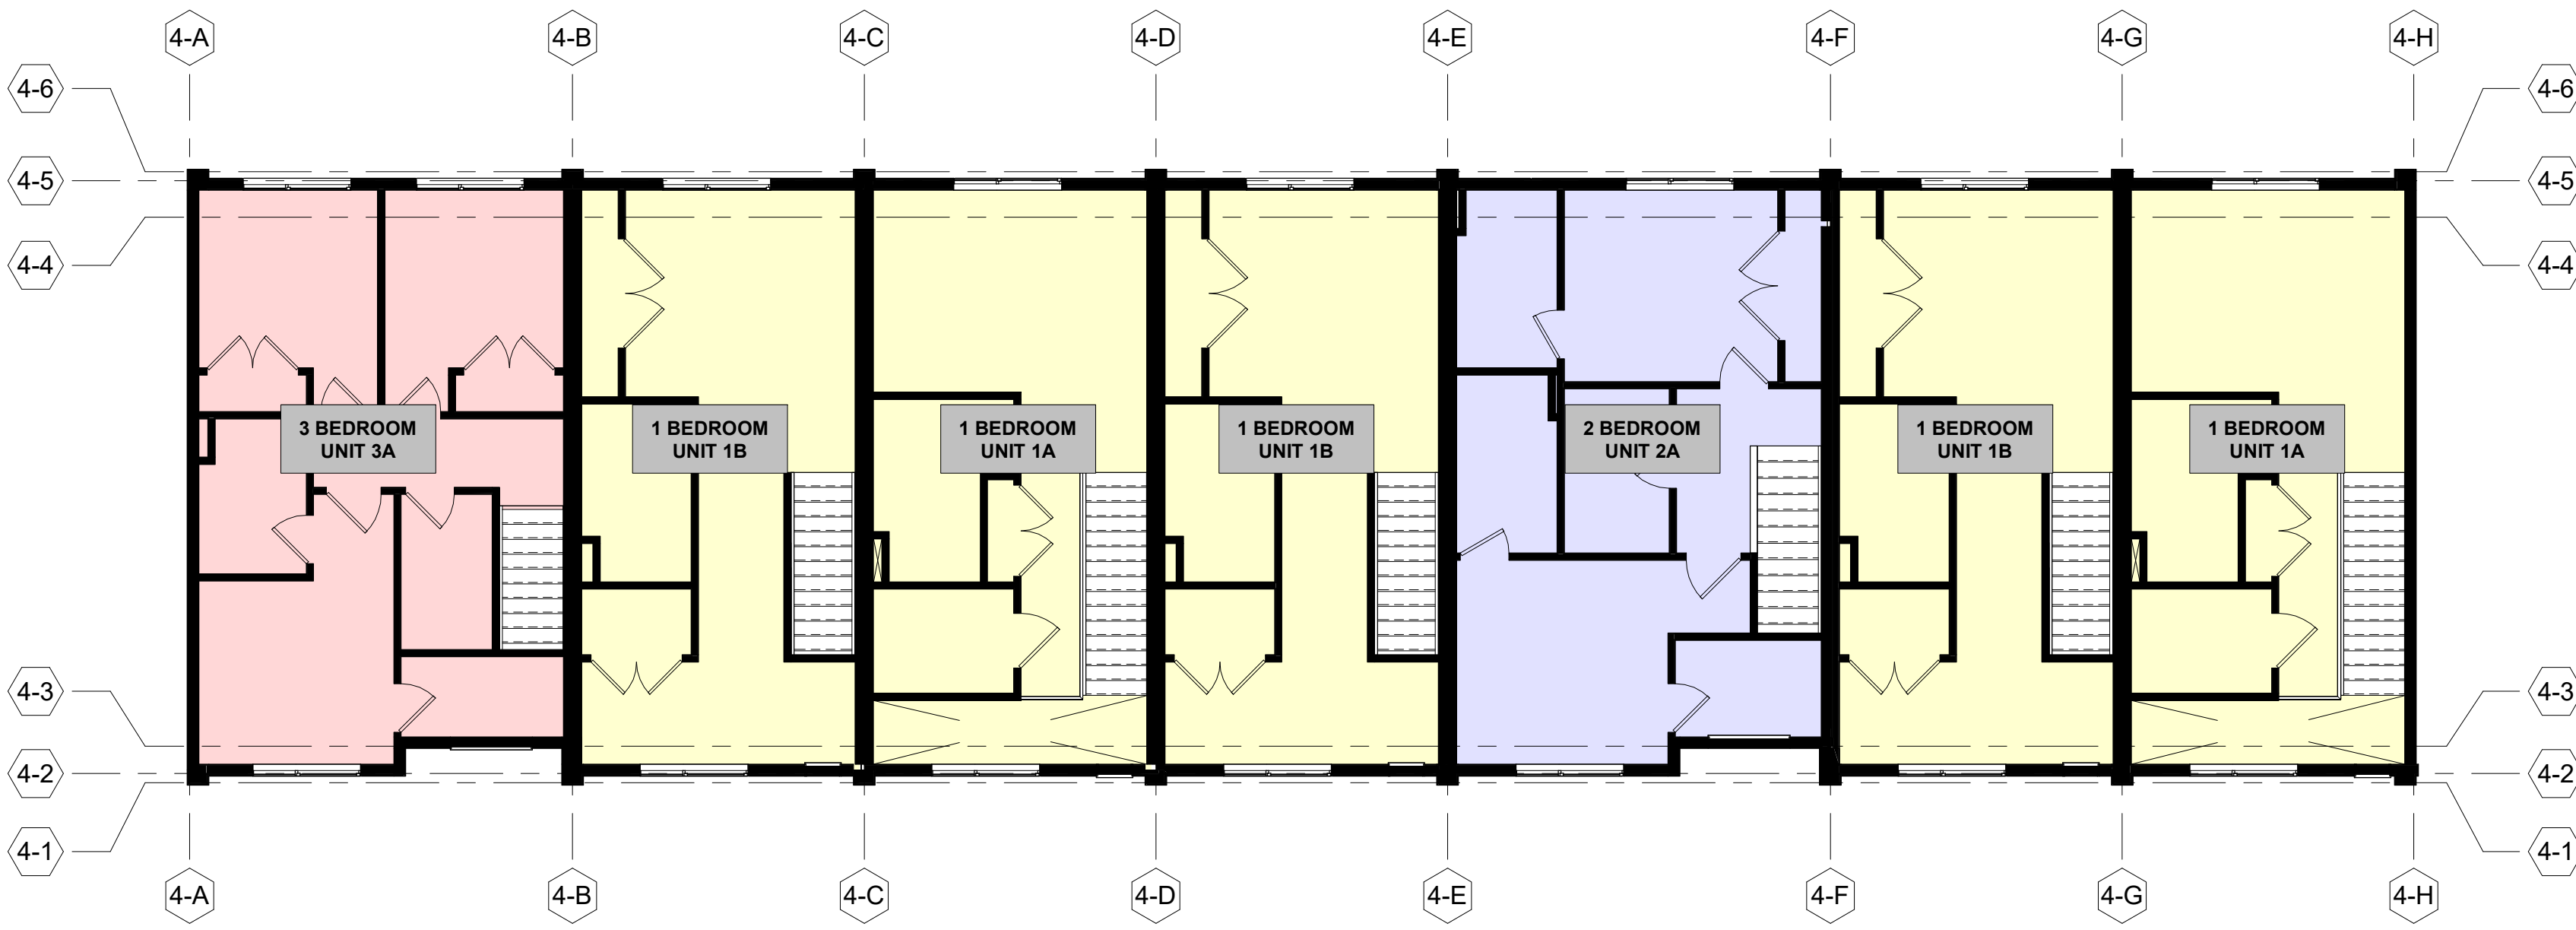 4-A
4-B
4-C
4-D
4-E
4-F
4-G
4-H
4-6
4-6
4-5
4-5
4-4
4-4
3 BEDROOM
UNIT 3A
1 BEDROOM
UNIT 1B
1 BEDROOM
UNIT 1A
1 BEDROOM
UNIT 1B
2 BEDROOM
UNIT 2A
1 BEDROOM
UNIT 1B
1 BEDROOM
UNIT 1A
4-3
4-3
4-2
4-2
4-1
4-1
4-A
4-B
4-C
4-D
4-E
4-F
4-G
4-H